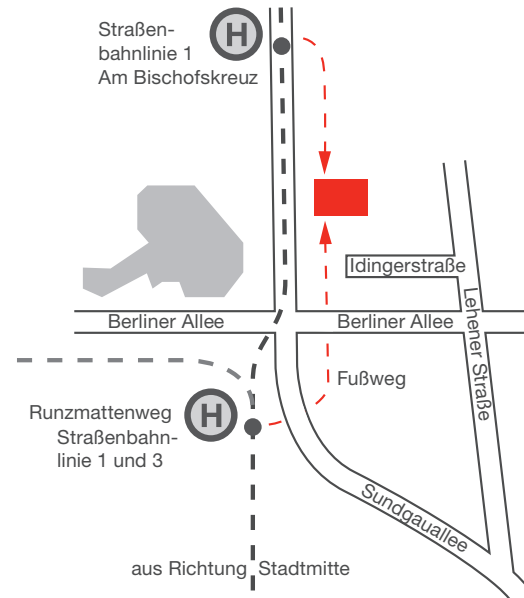 Straßen-
bahnlinie 1
Am Bischofskreuz
H
Idingerstraße
Berliner Allee
Berliner Allee
Lehener Straße
Fußweg
Runzmattenweg
Straßenbahn-
linie 1 und 3
H
Sundgauallee
aus Richtung Stadtmitte